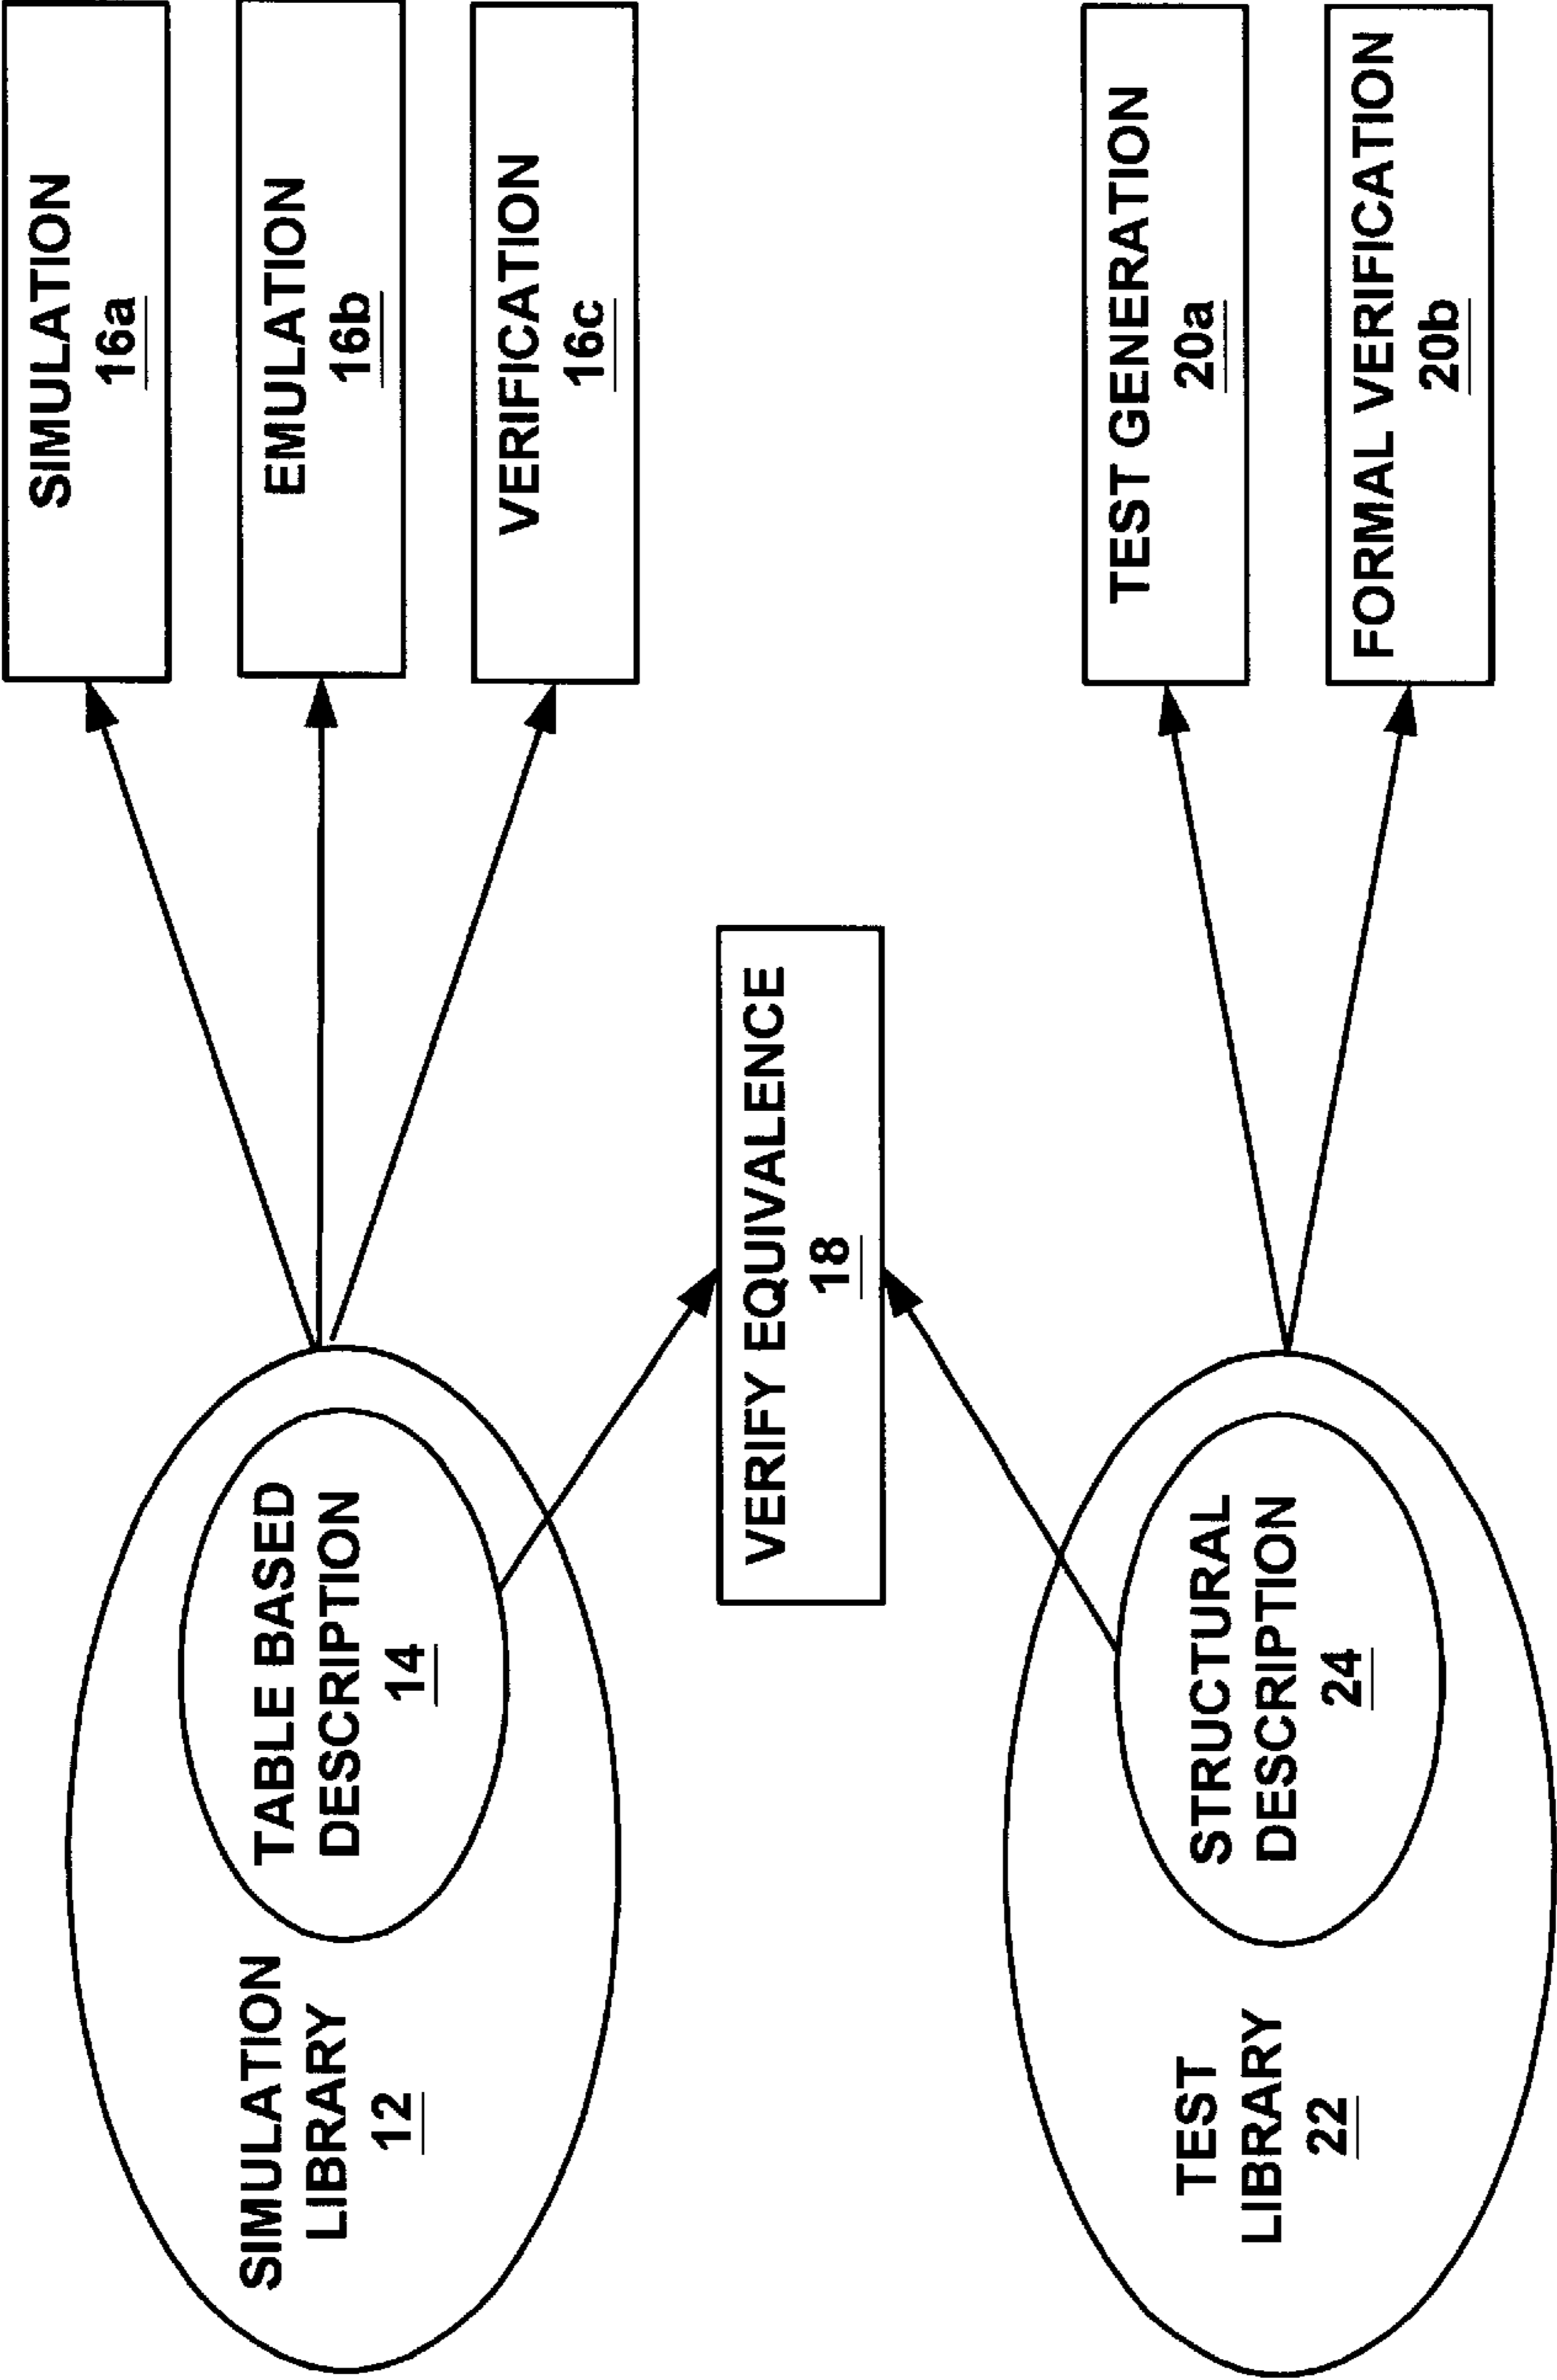 SIMULATION
LIBRARY
12
TABLE BASED
DESCRIPTION
14
SIMULATION
16a
EMULATION
16b
VERIFICATION
16c
VERIFY EQUIVALENCE
18
TEST
LIBRARY
22
STRUCTURAL
DESCRIPTION
24
TEST GENERATION
20a
FORMAL VERIFICATION
20b